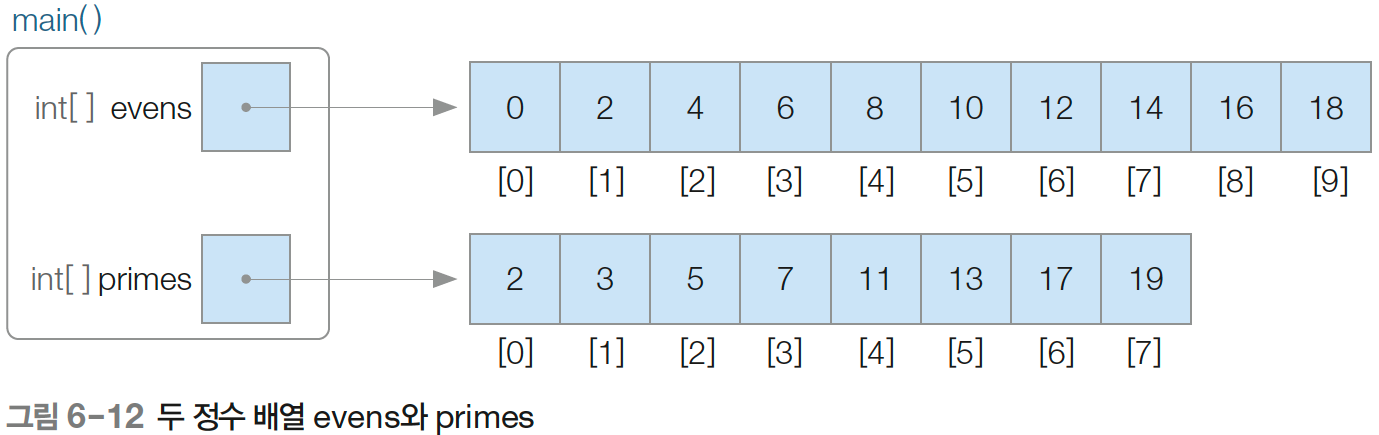 main()
int[ ] evens
0 2 4 6 8 10 12 14 16 18
[0] [1] [2] [3] [4] [5] [6] [7] [8] [9]
int[ ] primes
2 3 5 7 11 13 17 19
[0] [1] [2] [3] [4] [5] [6] [7]
그림 6-12 두 정수 배열 evens와 primes